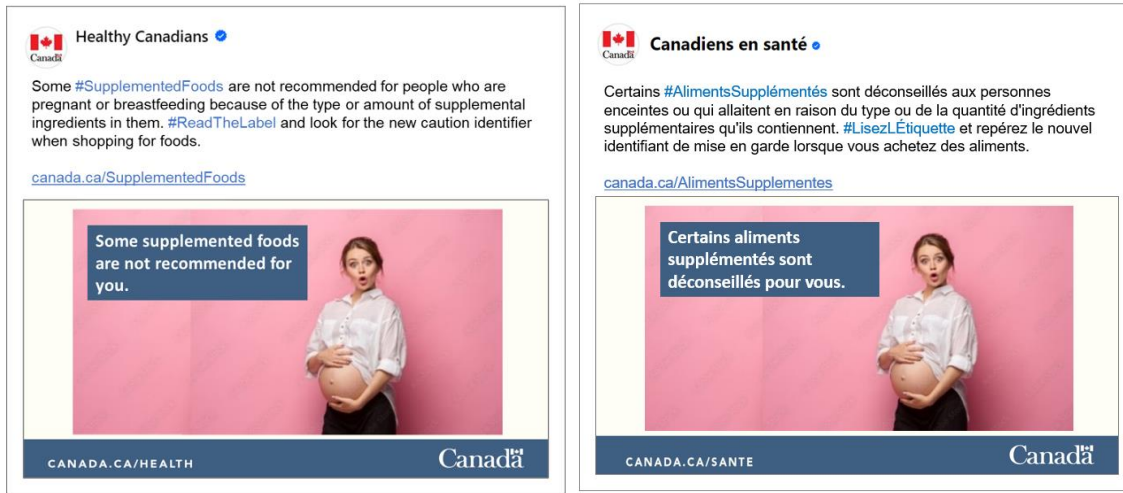 Canada
Healthy Canadians
Some #SupplementedFoods are not recommended for people who are
pregnant or breastfeeding because of the type or amount of supplemental
ingredients in them. #ReadTheLabel and look for the new caution identifier
when shopping for foods.
canada.ca/SupplementedFoods
Some supplemented foods
are not recommended for
you.
CANADA.CA/HEALTH
Canada
Canada
Canadiens en santé
Certains #AlimentsSupplémentés sont déconseillés aux personnes
enceintes ou qui allaitent en raison du type ou de la quantité d'ingrédients
supplémentaires qu'ils contiennent. #LisezLÉtiquette et repérez le nouvel
identifiant de mise en garde lorsque vous achetez des aliments.
canada.ca/AlimentsSupplementes
Certains aliments
supplémentés sont
déconseillés pour vous.
CANADA.CA/SANTE
Canada